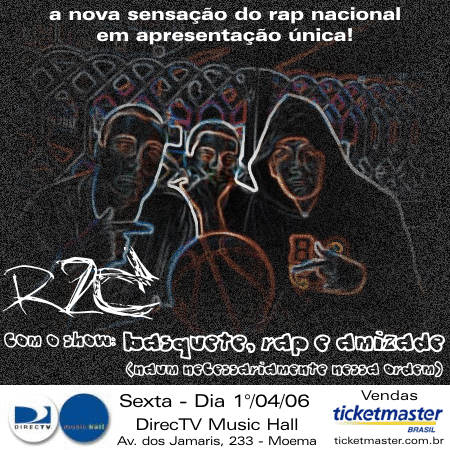 a nova sensação do rap nacional
em apresentação única!
R2C
com o show: basquete, rap e amizade
(naum necessariamente nessa ordem)
DIRECTV
music hall
Sexta - Dia 1º/04/06
DirecTV Music Hall
Av. dos Jamaris, 233 - Moema
Vendas
ticketmaster
BRASIL
ticketmaster.com.br